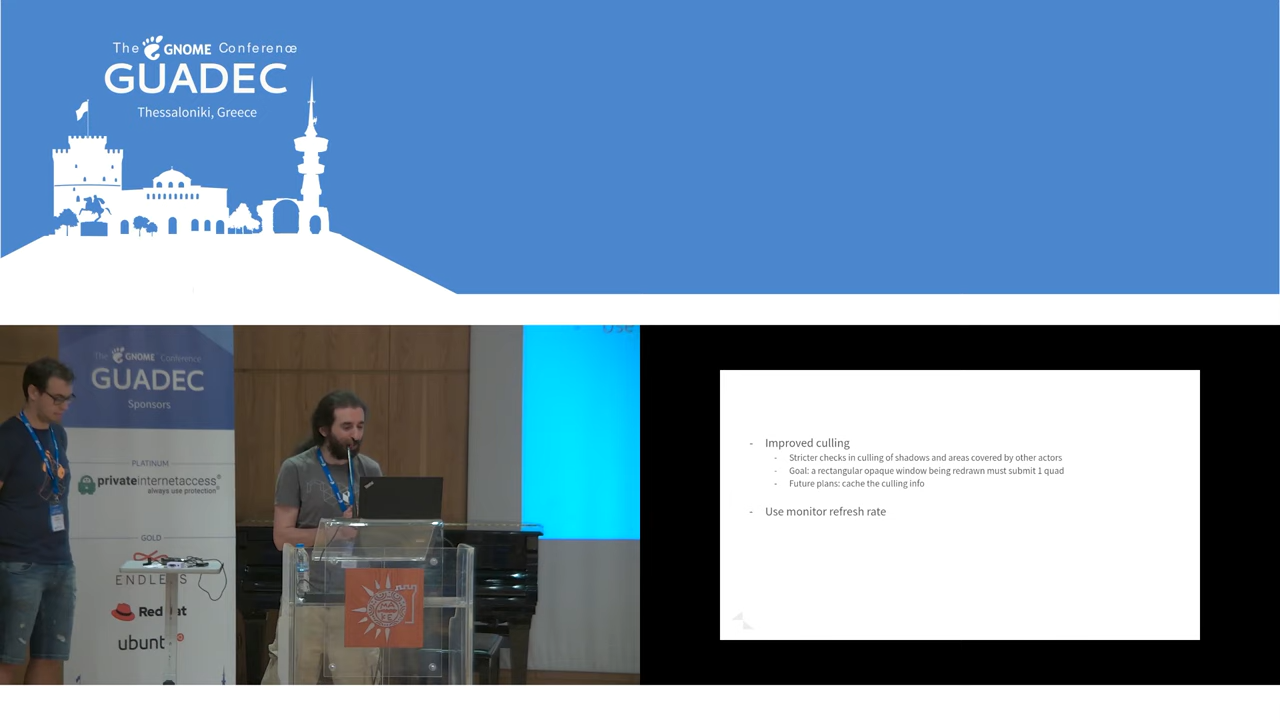 The GNOME Conference
GUADEC
Thessaloniki, Greece
use
The GNOME Conference
GUADEC
Sponsors
PLATINUM
privateinternetaccess®
always use protection®
GOLD
ENDLESS
Red Hat
ubunt
- Improved culling
- Stricter checks in culling of shadows and areas covered by other actors
- Goal: a rectangular opaque window being redrawn must submit 1 quad
- Future plans: cache the culling info
- Use monitor refresh rate